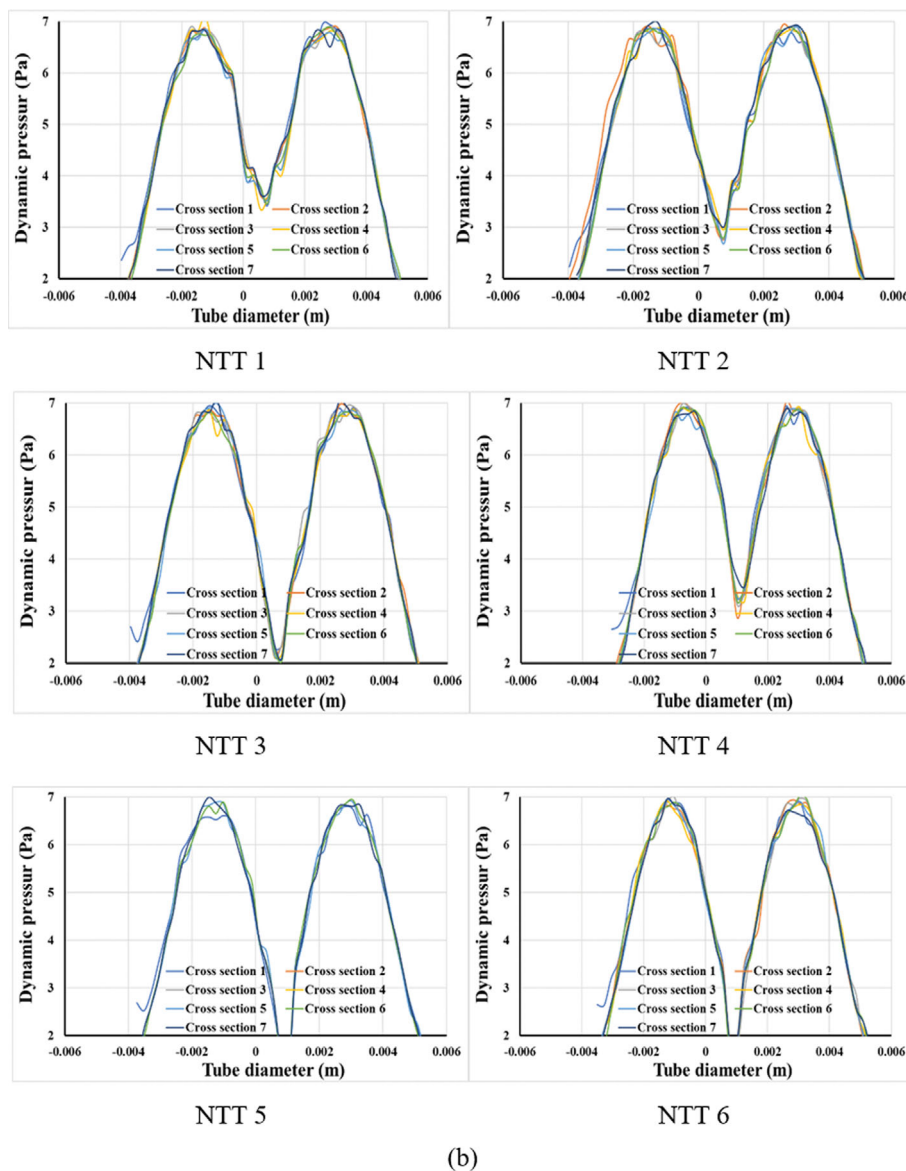 7 7
6 6
5 5
4 4
3 3
2 2
Dynamic pressur (Pa) Dynamic pressur (Pa)
Cross section 1 Cross section 2 Cross section 1 Cross section 2
Cross section 3 Cross section 4 Cross section 3 Cross section 4
Cross section 5 Cross section 6 Cross section 5 Cross section 6
Cross section 7 Cross section 7
-0.006 -0.004 -0.002 0 0.002 0.004 0.006 -0.006 -0.004 -0.002 0 0.002 0.004 0.006
Tube diameter (m) Tube diameter (m)
NTT 1 NTT 2
7 7
6 6
5 5
4 4
3 3
2 2
Dynamic pressur (Pa) Dynamic pressur (Pa)
Cross section 1 Cross section 2 Cross section 1 Cross section 2
Cross section 3 Cross section 4 Cross section 3 Cross section 4
Cross section 5 Cross section 6 Cross section 5 Cross section 6
Cross section 7 Cross section 7
-0.006 -0.004 -0.002 0 0.002 0.004 0.006 -0.006 -0.004 -0.002 0 0.002 0.004 0.006
Tube diameter (m) Tube diameter (m)
NTT 3 NTT 4
7 7
6 6
5 5
4 4
3 3
2 2
Dynamic pressur (Pa) Dynamic pressur (Pa)
Cross section 1 Cross section 2 Cross section 1 Cross section 2
Cross section 3 Cross section 4 Cross section 3 Cross section 4
Cross section 5 Cross section 6 Cross section 5 Cross section 6
Cross section 7 Cross section 7
-0.006 -0.004 -0.002 0 0.002 0.004 0.006 -0.006 -0.004 -0.002 0 0.002 0.004 0.006
Tube diameter (m) Tube diameter (m)
NTT 5 NTT 6
(b)